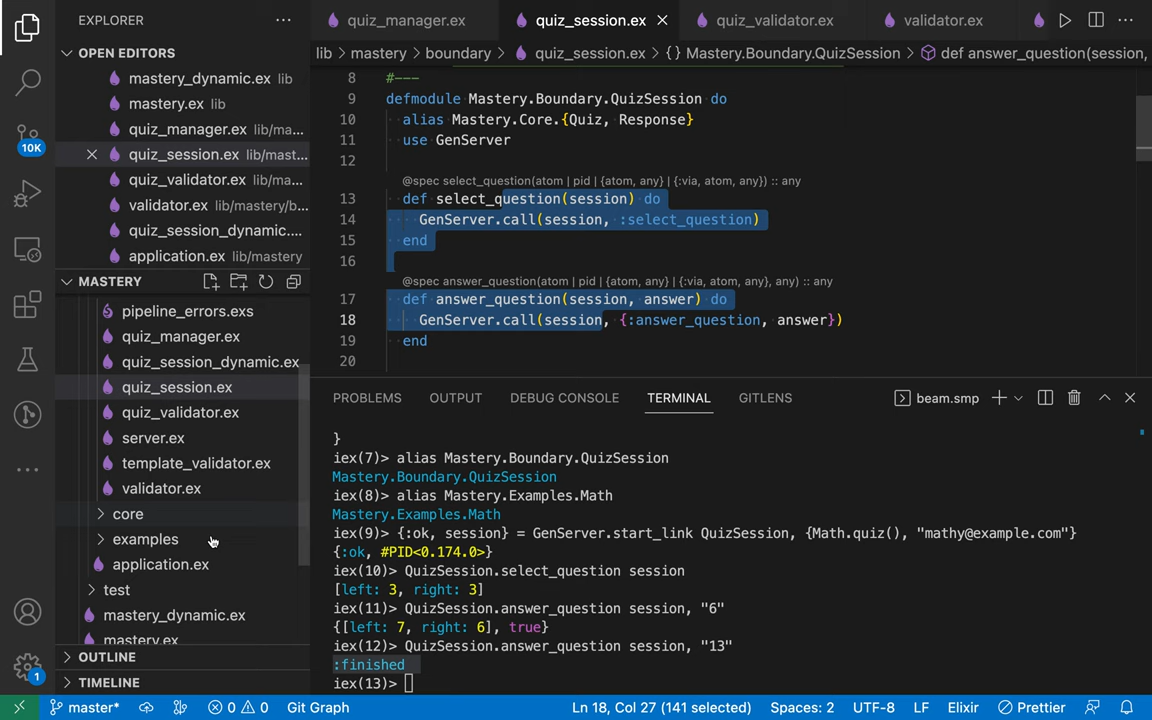 EXPLORER
OPEN EDITORS
mastery_dynamic.ex lib
mastery.ex lib
quiz_manager.ex lib/ma...
quiz_session.ex lib/mast...
quiz_validator.ex lib/ma...
validator.ex lib/mastery/b...
quiz_session_dynamic....
application.ex lib/mastery
MASTERY
pipeline_errors.exs
quiz_manager.ex
quiz_session_dynamic.ex
quiz_session.ex
quiz_validator.ex
server.ex
template_validator.ex
validator.ex
core
examples
application.ex
test
mastery_dynamic.ex
mastery.ex
OUTLINE
TIMELINE
10K
1
quiz_manager.ex quiz_session.ex quiz_validator.ex validator.ex
lib > mastery > boundary > quiz_session.ex > {} Mastery.Boundary.QuizSession > def answer_question(session,
8 #---
9 defmodule Mastery.Boundary.QuizSession do
10 alias Mastery.Core.{Quiz, Response}
11 use GenServer
12
@spec select_question(atom | pid | {atom, any} | {:via, atom, any}) :: any
13 def select_question(session) do
14 GenServer.call(session, :select_question)
15 end
16
@spec answer_question(atom | pid | {atom, any} | {:via, atom, any}, any) :: any
17 def answer_question(session, answer) do
18 GenServer.call(session, {:answer_question, answer})
19 end
20
PROBLEMS OUTPUT DEBUG CONSOLE TERMINAL GITLENS beam.smp
}
iex(7)> alias Mastery.Boundary.QuizSession
Mastery.Boundary.QuizSession
iex(8)> alias Mastery.Examples.Math
Mastery.Examples.Math
iex(9)> {:ok, session} = GenServer.start_link QuizSession, {Math.quiz(), "mathy@example.com"}
{:ok, #PID<0.174.0>}
iex(10)> QuizSession.select_question session
[left: 3, right: 3]
iex(11)> QuizSession.answer_question session, "6"
{[left: 7, right: 6], true}
iex(12)> QuizSession.answer_question session, "13"
:finished
iex(13)>
master* 0 0 Git Graph Ln 18, Col 27 (141 selected) Spaces: 2 UTF-8 LF Elixir Prettier